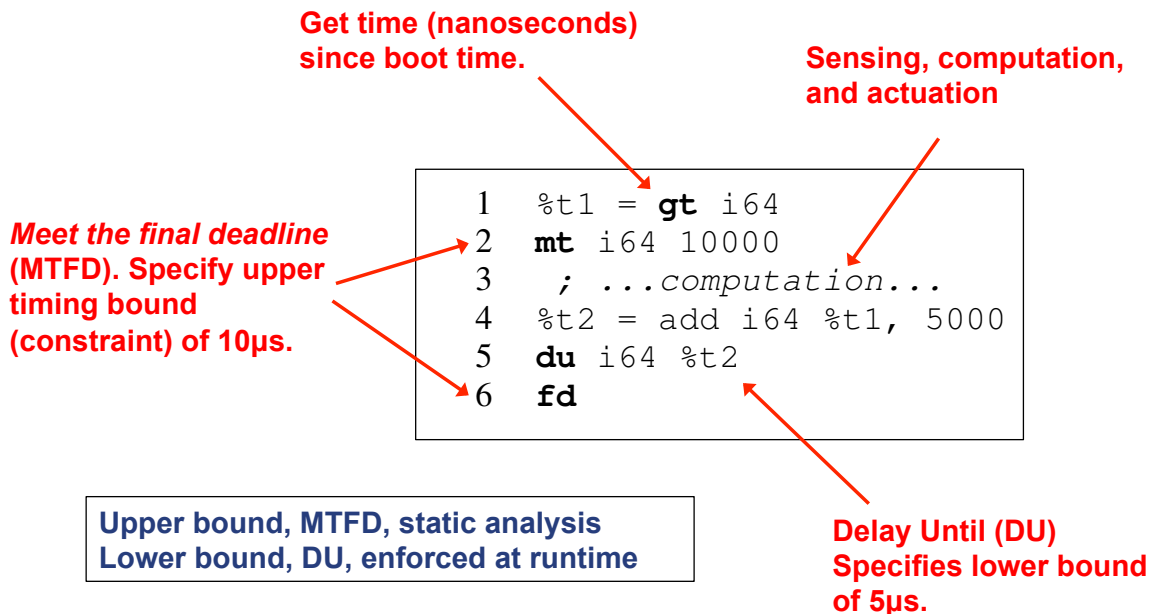 Get time (nanoseconds)
since boot time.
Sensing, computation,
and actuation
Meet the final deadline
(MTFD). Specify upper
timing bound
(constraint) of 10µs.
1 %t1 = gt i64
2 mt i64 10000
3 ; ...computation...
4 %t2 = add i64 %t1, 5000
5 du i64 %t2
6 fd
Upper bound, MTFD, static analysis
Lower bound, DU, enforced at runtime
Delay Until (DU)
Specifies lower bound
of 5µs.